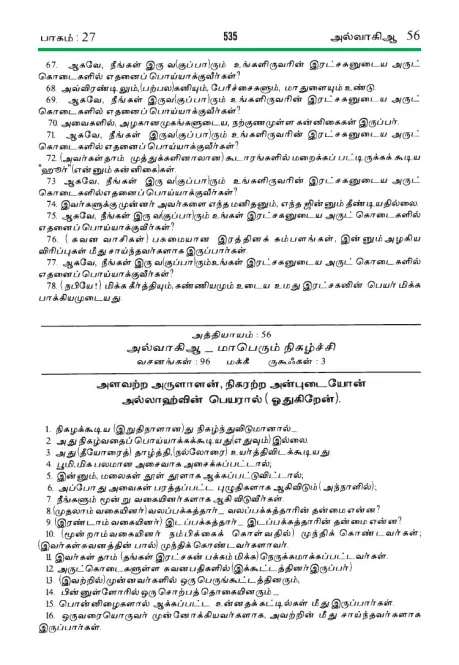 பாகம் : 27 535 அல்வாகிஆ 56
67. ஆகவே, நீங்கள் இரு வ(குப்பா)ரும் உங்களிருவரின் இரட்சகனுடைய அருட்
கொடைகளில் எதனைப் பொய்யாக்குவீர்கள்?
68. அவ்விரண்டிலும்,(பற்பல)கனியும், பேரீச்சைகளும், மாதுளையும் உண்டு.
69. ஆகவே, நீங்கள் இருவ(குப்பா)ரும் உங்களிருவரின் இரட்சகனுடைய அருட்
கொடைகளில் எதனைப் பொய்யாக்குவீர்கள்?
70. அவைகளில், அழகானமுகங்களுடைய, நற்குணமுள்ள கன்னிகைகள் இருப்பர்.
71. ஆகவே, நீங்கள் இருவ(குப்பா)ரும் உங்களிருவரின் இரட்சகனுடைய அருட்
கொடைகளில் எதனைப் பொய்யாக்குவீர்கள்?
72. (அவர்கள்தாம் முத்துக்களினாலான) கூடாரங்களில் மறைக்கப் பட்டிருக்கக் கூடிய
"ஹூர்"(என்னும் கன்னிகை)கள்.
73 ஆகவே, நீங்கள் இரு வ(குப்பா)ரும் உங்களிருவரின் இரட்சகனுடைய அருட்
கொடைகளில் எதனைப் பொய்யாக்குவீர்கள்?
74. இவர்களுக்கு முன்னர் அவர்களை எந்த மனிதனும், எந்த ஜின்னும் தீண்டியதில்லை.
75. ஆகவே, நீங்கள் இரு வ(குப்பா)ரும் உங்கள் இரட்சகனுடைய அருட் கொடைகளில்
எதனைப் பொய்யாக்குவீர்கள்?
76. ( சுவன வாசிகள்) பசுமையான இரத்தினக் கம்பளங்கள், இன்னும் அழகிய
விரிப்புகள் மீது சாய்ந்தவர்களாக இருப்பார்கள்.
77. ஆகவே, நீங்கள் இரு வ(குப்பா)ரும்உங்கள் இரட்சகனுடைய அருட் கொடைகளில்
எதனைப் பொய்யாக்குவீர்கள்?
78. (நபியே!) மிக்க கீர்த்தியும்,கண்ணியமும் உடைய உமது இரட்சகனின் பெயர் மிக்க
பாக்கியமுடையது.
அத்தியாயம் : 56
அல்வாகிஆ _ மாபெரும் நிகழ்ச்சி
வசனங்கள் : 96 மக்கீ ருகூஃகள் : 3
அளவற்ற அருளாளன், நிகரற்ற அன்புடையோன்
அல்லாஹ்வின் பெயரால் ( ஓதுகிறேன்).
1. நிகழக்கூடிய (இறுதிநாளான)து நிகழ்ந்துவிடுமானால்_
2. அது நிகழ்வதைப் பொய்யாக்கக்கூடியது(எதுவும்) இல்லை.
3. அது (தீயோரைத்) தாழ்த்தி,(நல்லோரை) உயர்த்திவிடக்கூடியது.
4. பூமி, மிக பலமான அசைவாக அசைக்கப்பட்டால்;
5. இன்னும், மலைகள் தூள் தூளாக ஆக்கப்பட்டுவிட்டால்;
6. அப்போது அவைகள் பரத்தப்பட்ட புழுதிகளாக ஆகிவிடும் ( அந்நாளில்);
7. நீங்களும் மூன்று வகையினர்களாக ஆகி விடுவீர்கள்.
8.(முதலாம் வகையினர்) வலப்பக்கத்தார்_ வலப்பக்கத்தாரின் தன்மை என்ன?
9. (இரண்டாம் வகையினர்) இடப்பக்கத்தார்_ இடப்பக்கத்தாரின் தன்மை என்ன?
10. (மூன்றாம்வகையினர் நம்பிக்கைக் கொள்வதில்) முந்திக் கொண்டவர்கள்;
(இவர்கள்சுவனத்தின் பால்) முந்திக் கொண்டவர்களாவர்.
11. இவர்கள் தாம் (தங்கள் இரட்சகன் பக்கம் மிக்க)நெருக்கமாக்கப்பட்டவர்கள்.
12. அருட்கொடைகளுள்ள சுவனபதிகளில்(இக்கூட்டத்தினர்இருப்பர்)
13. (இவற்றில்)முன்னவர்களில் ஒரு பெருங்கூட்டத்தினரும்,
14. பின்னுள்ளோரில் ஒரு சொற்பத் தொகையினரும் _
15. பொன்னிழைகளால் ஆக்கப்பட்ட உன்னதக் கட்டில்கள் மீது இருப்பார்கள்.
16. ஒருவரையொருவர் முன்னோக்கியவர்களாக, அவற்றின் மீது சாய்ந்தவர்களாக
இருப்பார்கள்.